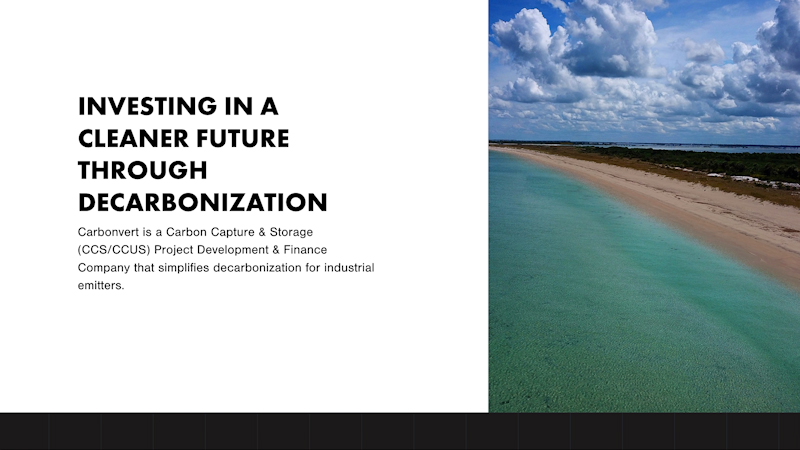 INVESTING IN A
CLEANER FUTURE
THROUGH
DECARBONIZATION
Carbonvert is a Carbon Capture & Storage
(CCS/CCUS) Project Development & Finance
Company that simplifies decarbonization for industrial
emitters.